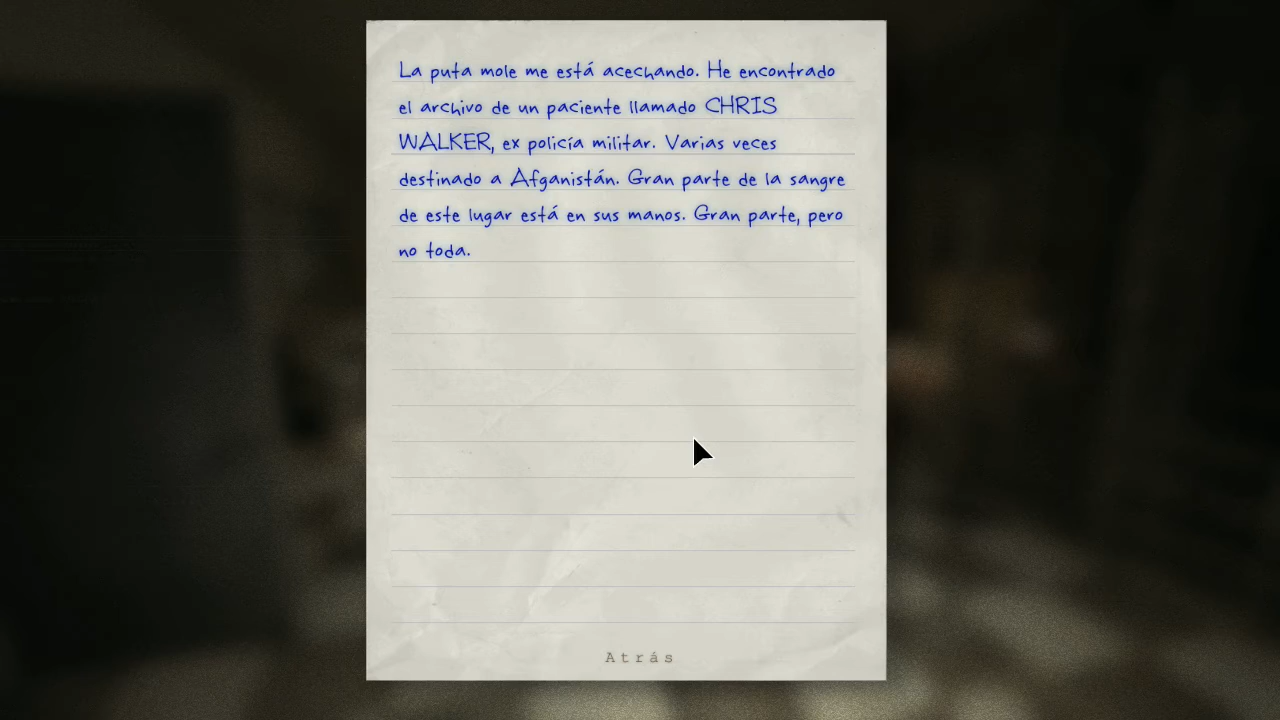 La puta mole me está acechando. He encontrado
el archivo de un paciente llamado CHRIS
WALKER, ex policía militar. Varias veces
destinado a Afganistán. Gran parte de la sangre
de este lugar está en sus manos. Gran parte, pero
no toda.
Atrás